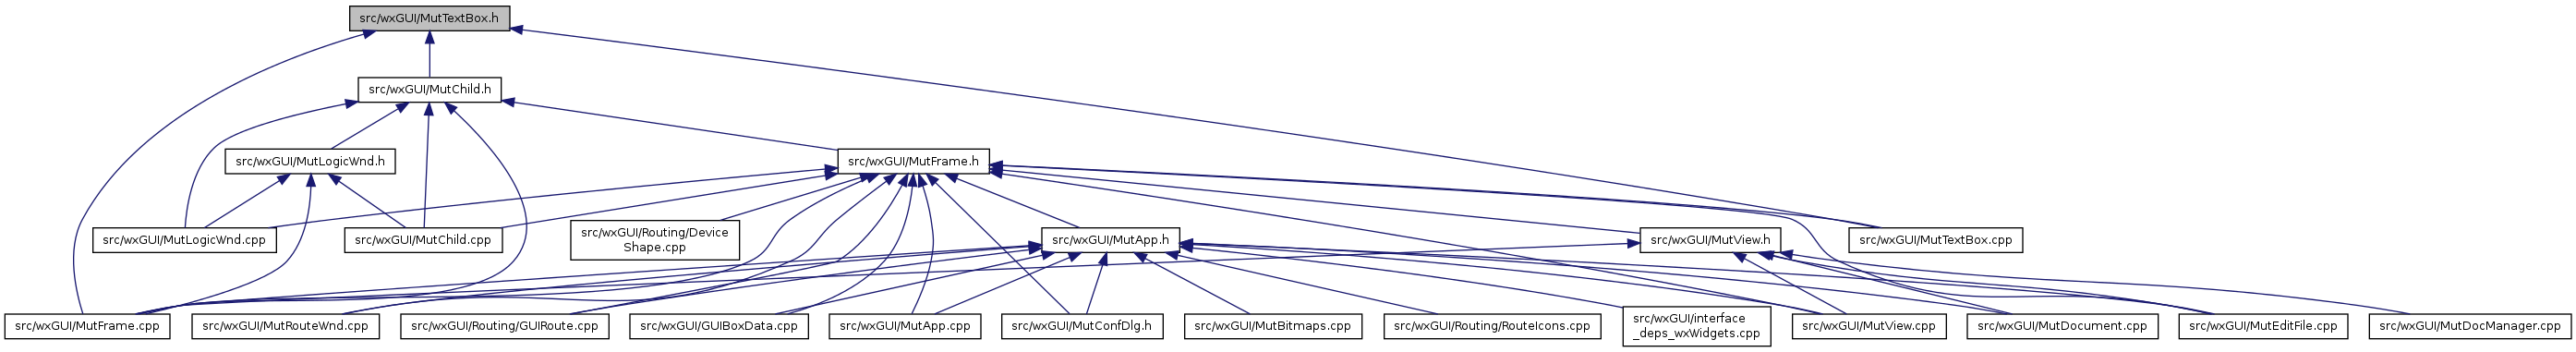 src/wxGUI/MutTextBox.h
src/wxGUI/MutChild.h
src/wxGUI/MutLogicWnd.h
src/wxGUI/MutFrame.h
src/wxGUI/MutLogicWnd.cpp
src/wxGUI/MutChild.cpp
src/wxGUI/Routing/Device
Shape.cpp
src/wxGUI/MutApp.h
src/wxGUI/MutView.h
src/wxGUI/MutTextBox.cpp
src/wxGUI/MutFrame.cpp
src/wxGUI/MutRouteWnd.cpp
src/wxGUI/Routing/GUIRoute.cpp
src/wxGUI/GUIBoxData.cpp
src/wxGUI/MutApp.cpp
src/wxGUI/MutConfDlg.h
src/wxGUI/MutBitmaps.cpp
src/wxGUI/Routing/RouteIcons.cpp
src/wxGUI/interface
_deps_wxWidgets.cpp
src/wxGUI/MutView.cpp
src/wxGUI/MutDocument.cpp
src/wxGUI/MutEditFile.cpp
src/wxGUI/MutDocManager.cpp